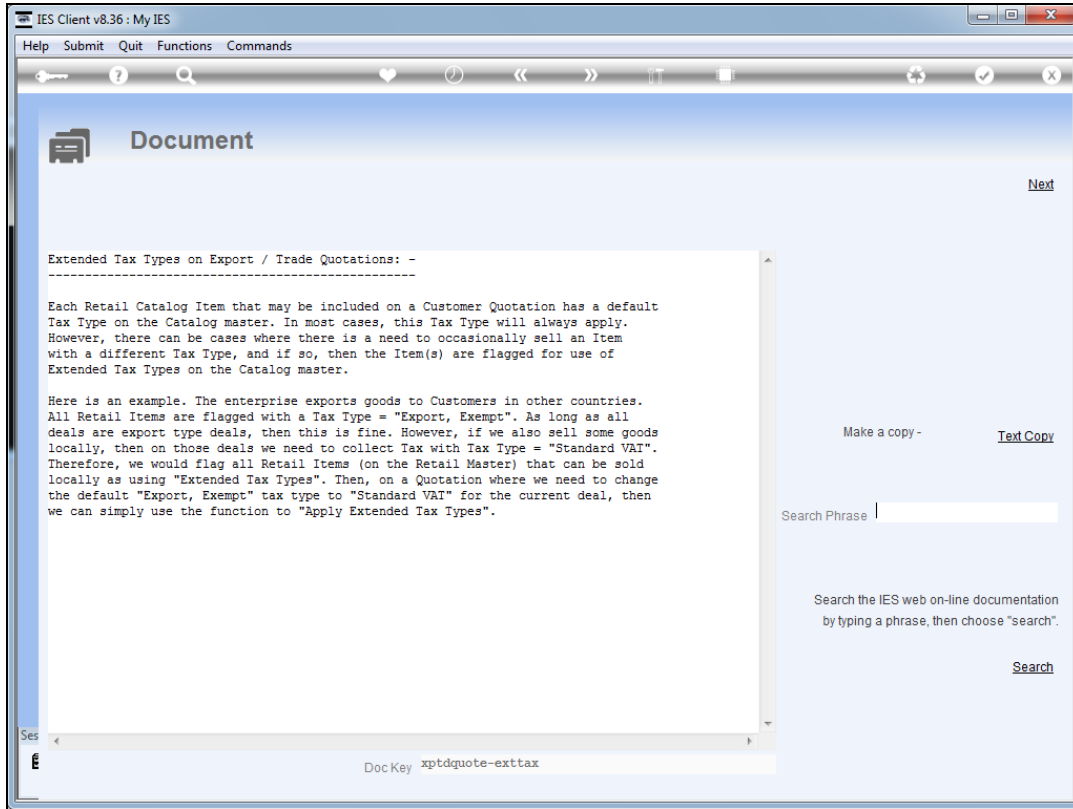 IES Client v8.36 : My IES
Help Submit Quit Functions Commands
Document
Next
Extended Tax Types on Export / Trade Quotations: -
--------------------------------------------------
Each Retail Catalog Item that may be included on a Customer Quotation has a default
Tax Type on the Catalog master. In most cases, this Tax Type will always apply.
However, there can be cases where there is a need to occasionally sell an Item
with a different Tax Type, and if so, then the Item(s) are flagged for use of
Extended Tax Types on the Catalog master.
Here is an example. The enterprise exports goods to Customers in other countries.
All Retail Items are flagged with a Tax Type = "Export, Exempt". As long as all
deals are export type deals, then this is fine. However, if we also sell some goods
locally, then on those deals we need to collect Tax with Tax Type = "Standard VAT".
Therefore, we would flag all Retail Items (on the Retail Master) that can be sold
locally as using "Extended Tax Types". Then, on a Quotation where we need to change
the default "Export, Exempt" tax type to "Standard VAT" for the current deal, then
we can simply use the function to "Apply Extended Tax Types".
Make a copy -
Text Copy
Search Phrase
Search the IES web on-line documentation
by typing a phrase, then choose "search".
Search
Ses
Doc Key xptdquote-exttax